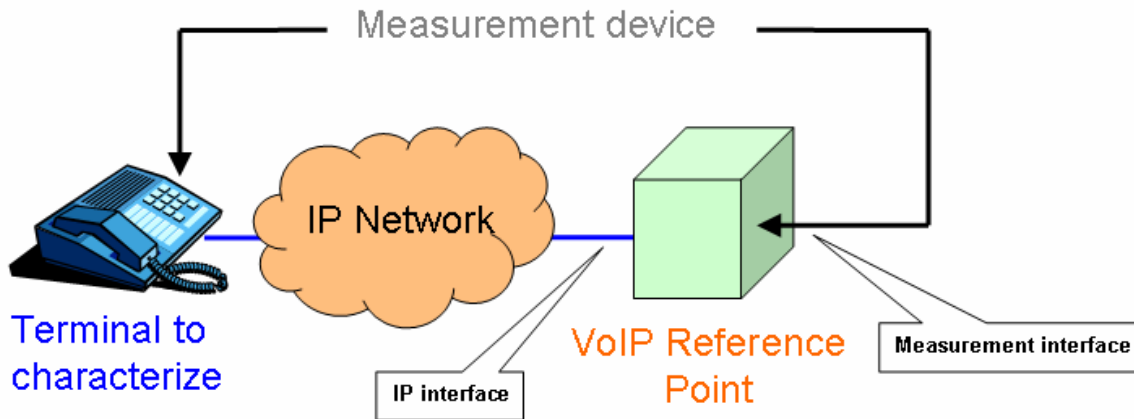 Measurement device
IP Network
Terminal to
characterize
VoIP Reference
Point
IP interface
Measurement interface